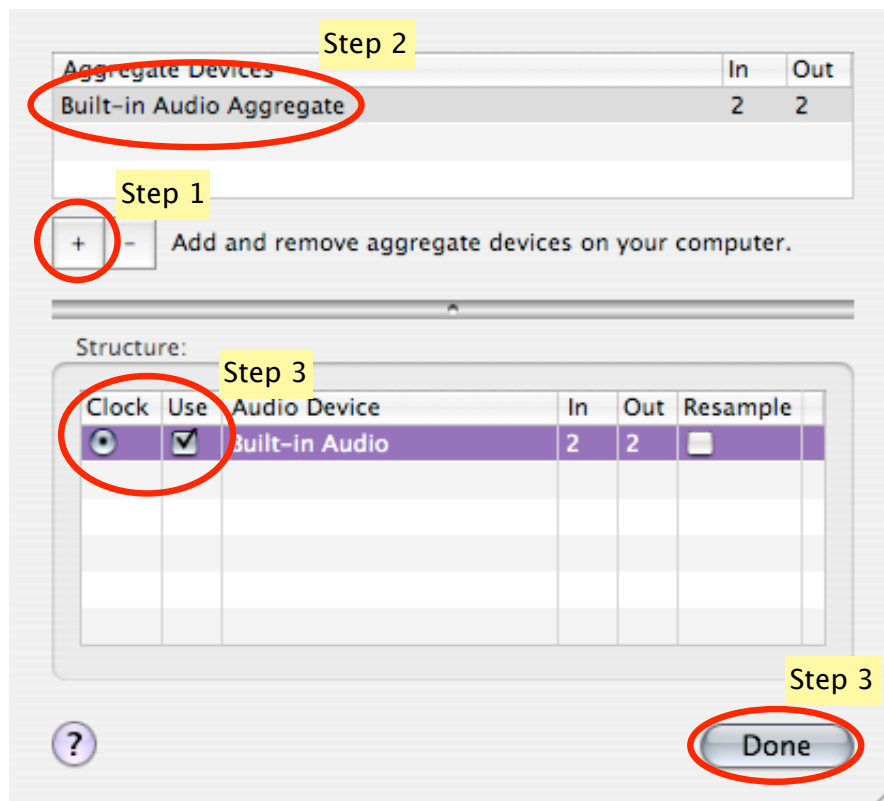 Step 2
Aggregate Devices In Out
Built-in Audio Aggregate 2 2
Step 1
+ - Add and remove aggregate devices on your computer.
Structure:
Step 3
Clock Use Audio Device In Out Resample
Built-in Audio 2 2
Step 3
? Done